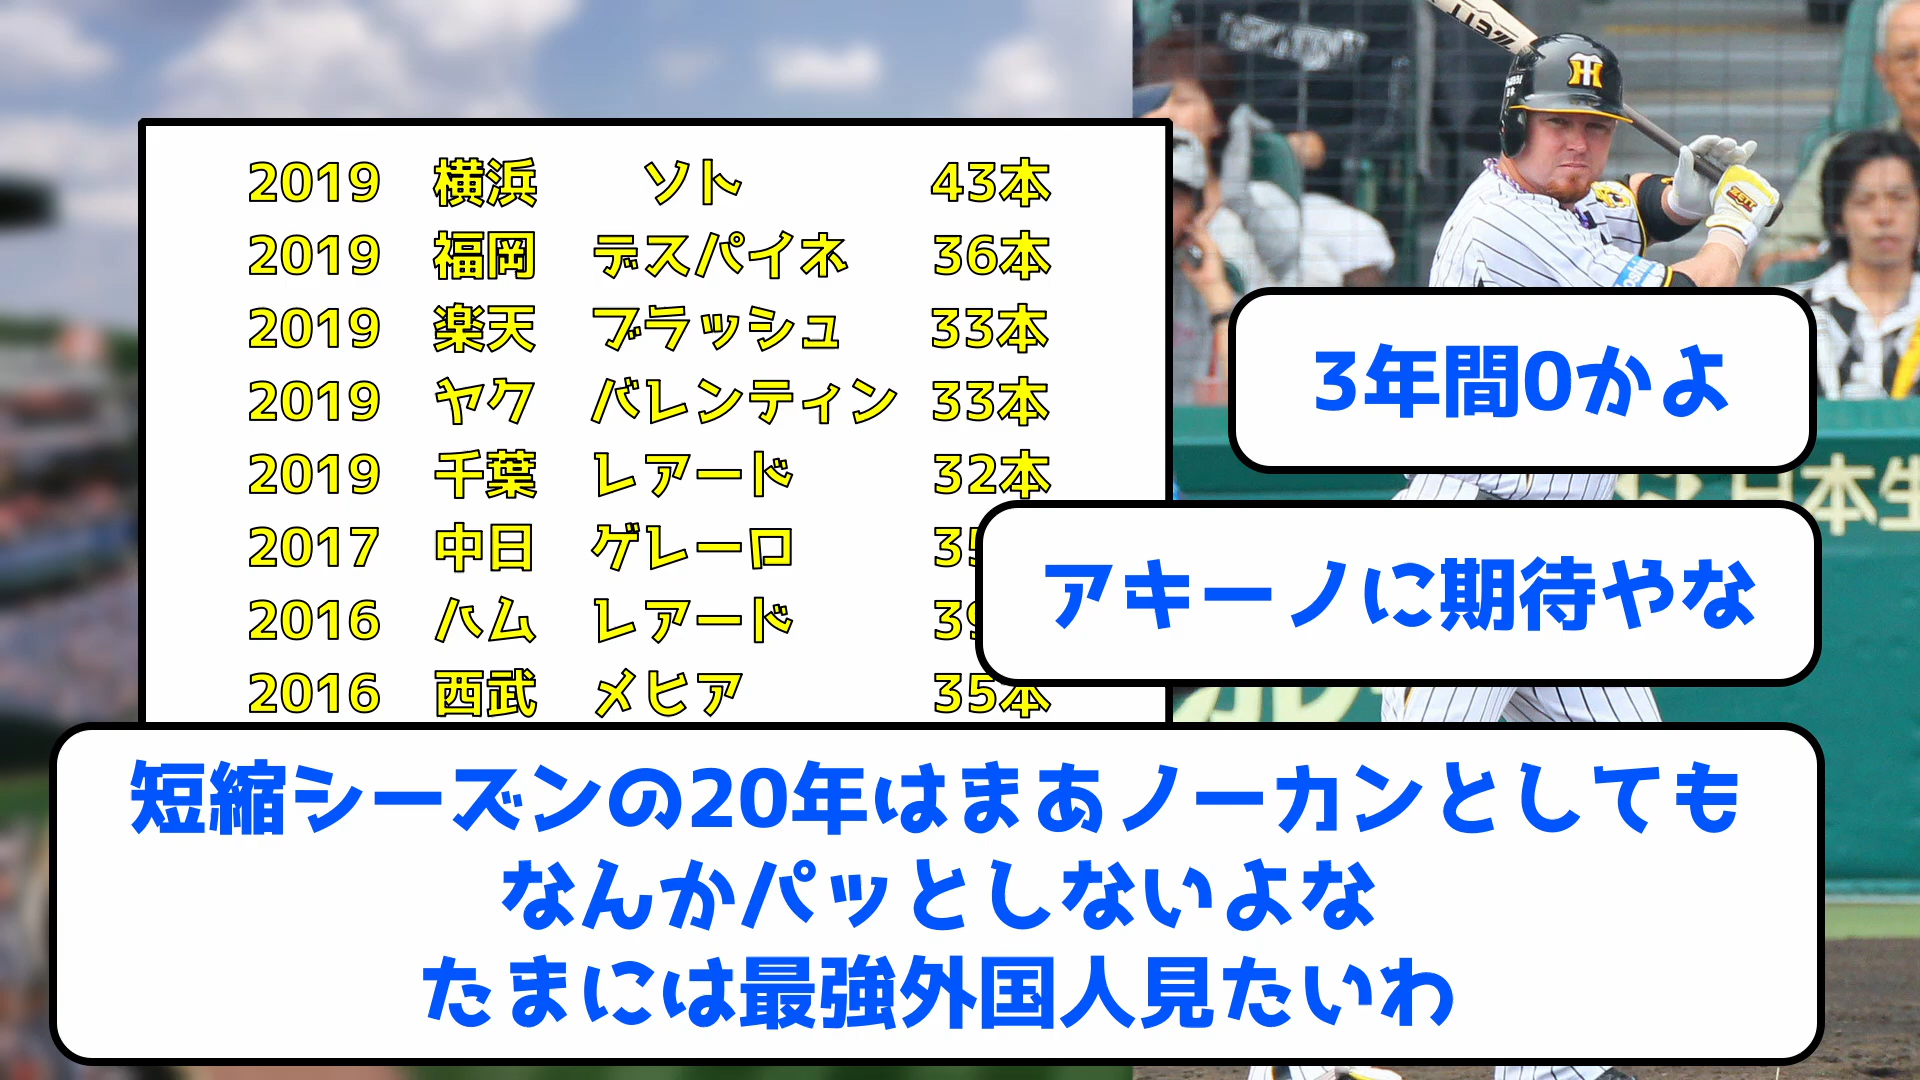 2019 横浜 ソト 43本
2019 福岡 デスパイネ 36本
2019 楽天 ブラッシュ 33本
2019 ヤク バレンティン 33本
2019 千葉 レアード 32本
2017 中日 ゲレーロ
2016 ハム レアード
2016 西武 メヒア 35本
3年間0かよ
アキーノに期待やな
短縮シーズンの20年はまあノーカンとしても
なんかパッとしないよな
たまには最強外国人見たいわ
日本生